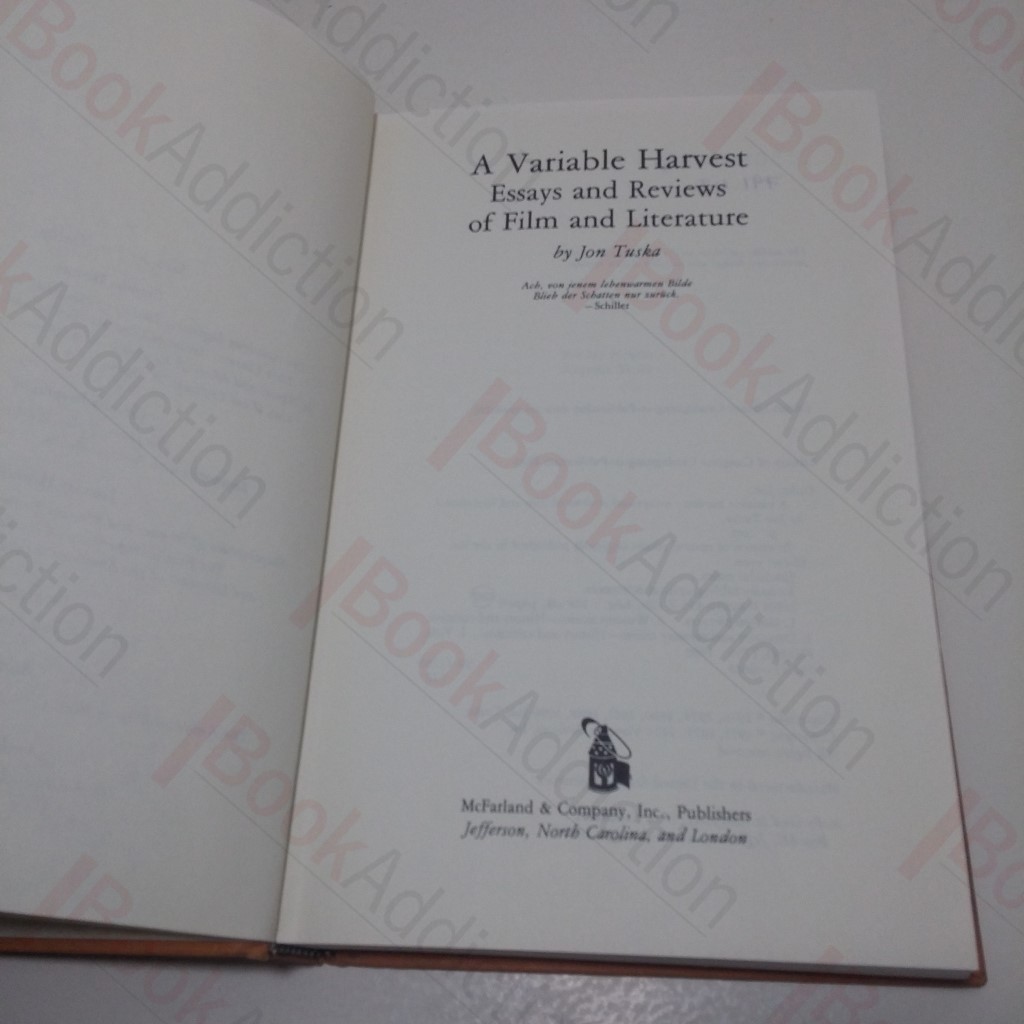 A Variable Harvest
Essays and Reviews
of Film and Literature
by Jon Tuska
Ach, von jenem lebenwarmen Bilde
Blieb der Schatten nur zurück.
—Schiller
McFarland & Company, Inc., Publishers
Jefferson, North Carolina, and London
BookAddiction